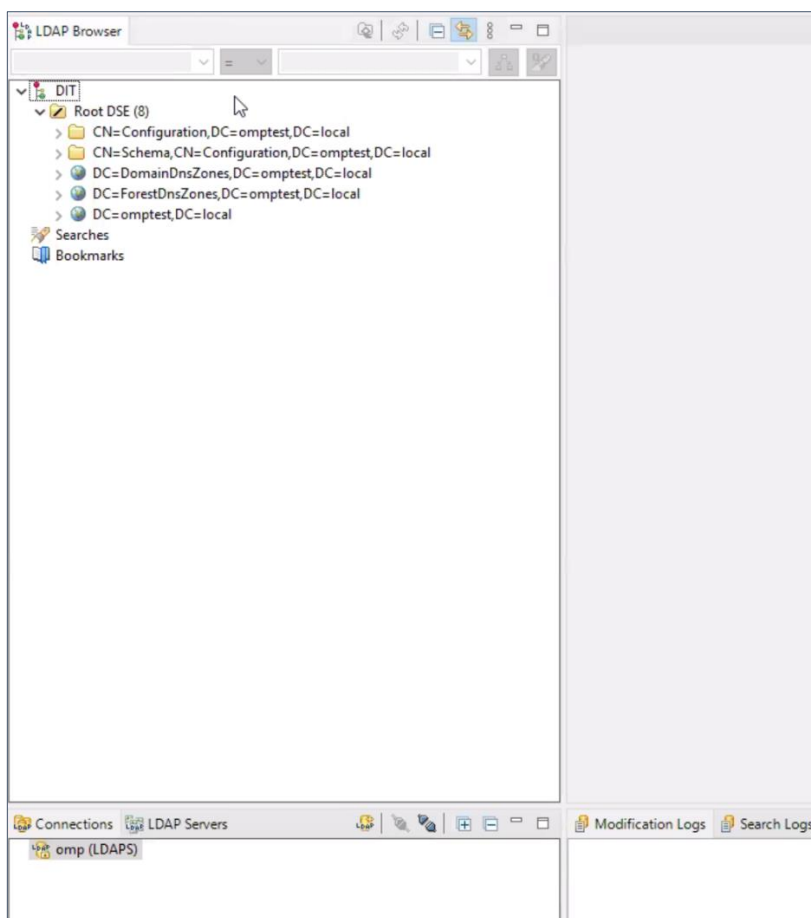 LDAP Browser
=
DIT
Root DSE (8)
CN=Configuration,DC=omptest,DC=local
CN=Schema,CN=Configuration,DC=omptest,DC=local
DC=DomainDnsZones,DC=omptest,DC=local
DC=ForestDnsZones,DC=omptest,DC=local
DC=omptest,DC=local
Searches
Bookmarks
Connections LDAP Servers
Modification Logs Search Logs
omp (LDAPS)